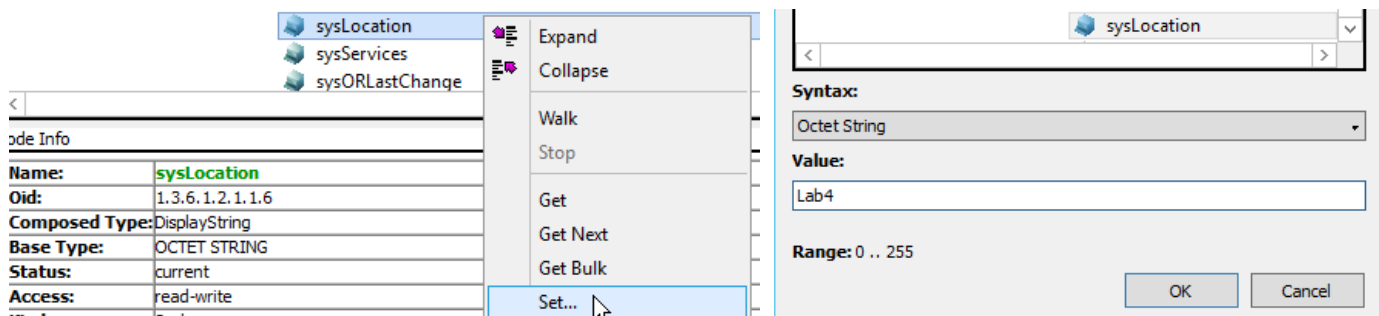 sysLocation
sysServices
sysORLastChange
ode Info
Name: sysLocation
Oid: 1.3.6.1.2.1.1.6
Composed Type: DisplayString
Base Type: OCTET STRING
Status: current
Access: read-write
Expand
Collapse
Walk
Stop
Get
Get Next
Get Bulk
Set...
sysLocation
Syntax:
Octet String
Value:
Lab4
Range: 0 .. 255
OK Cancel